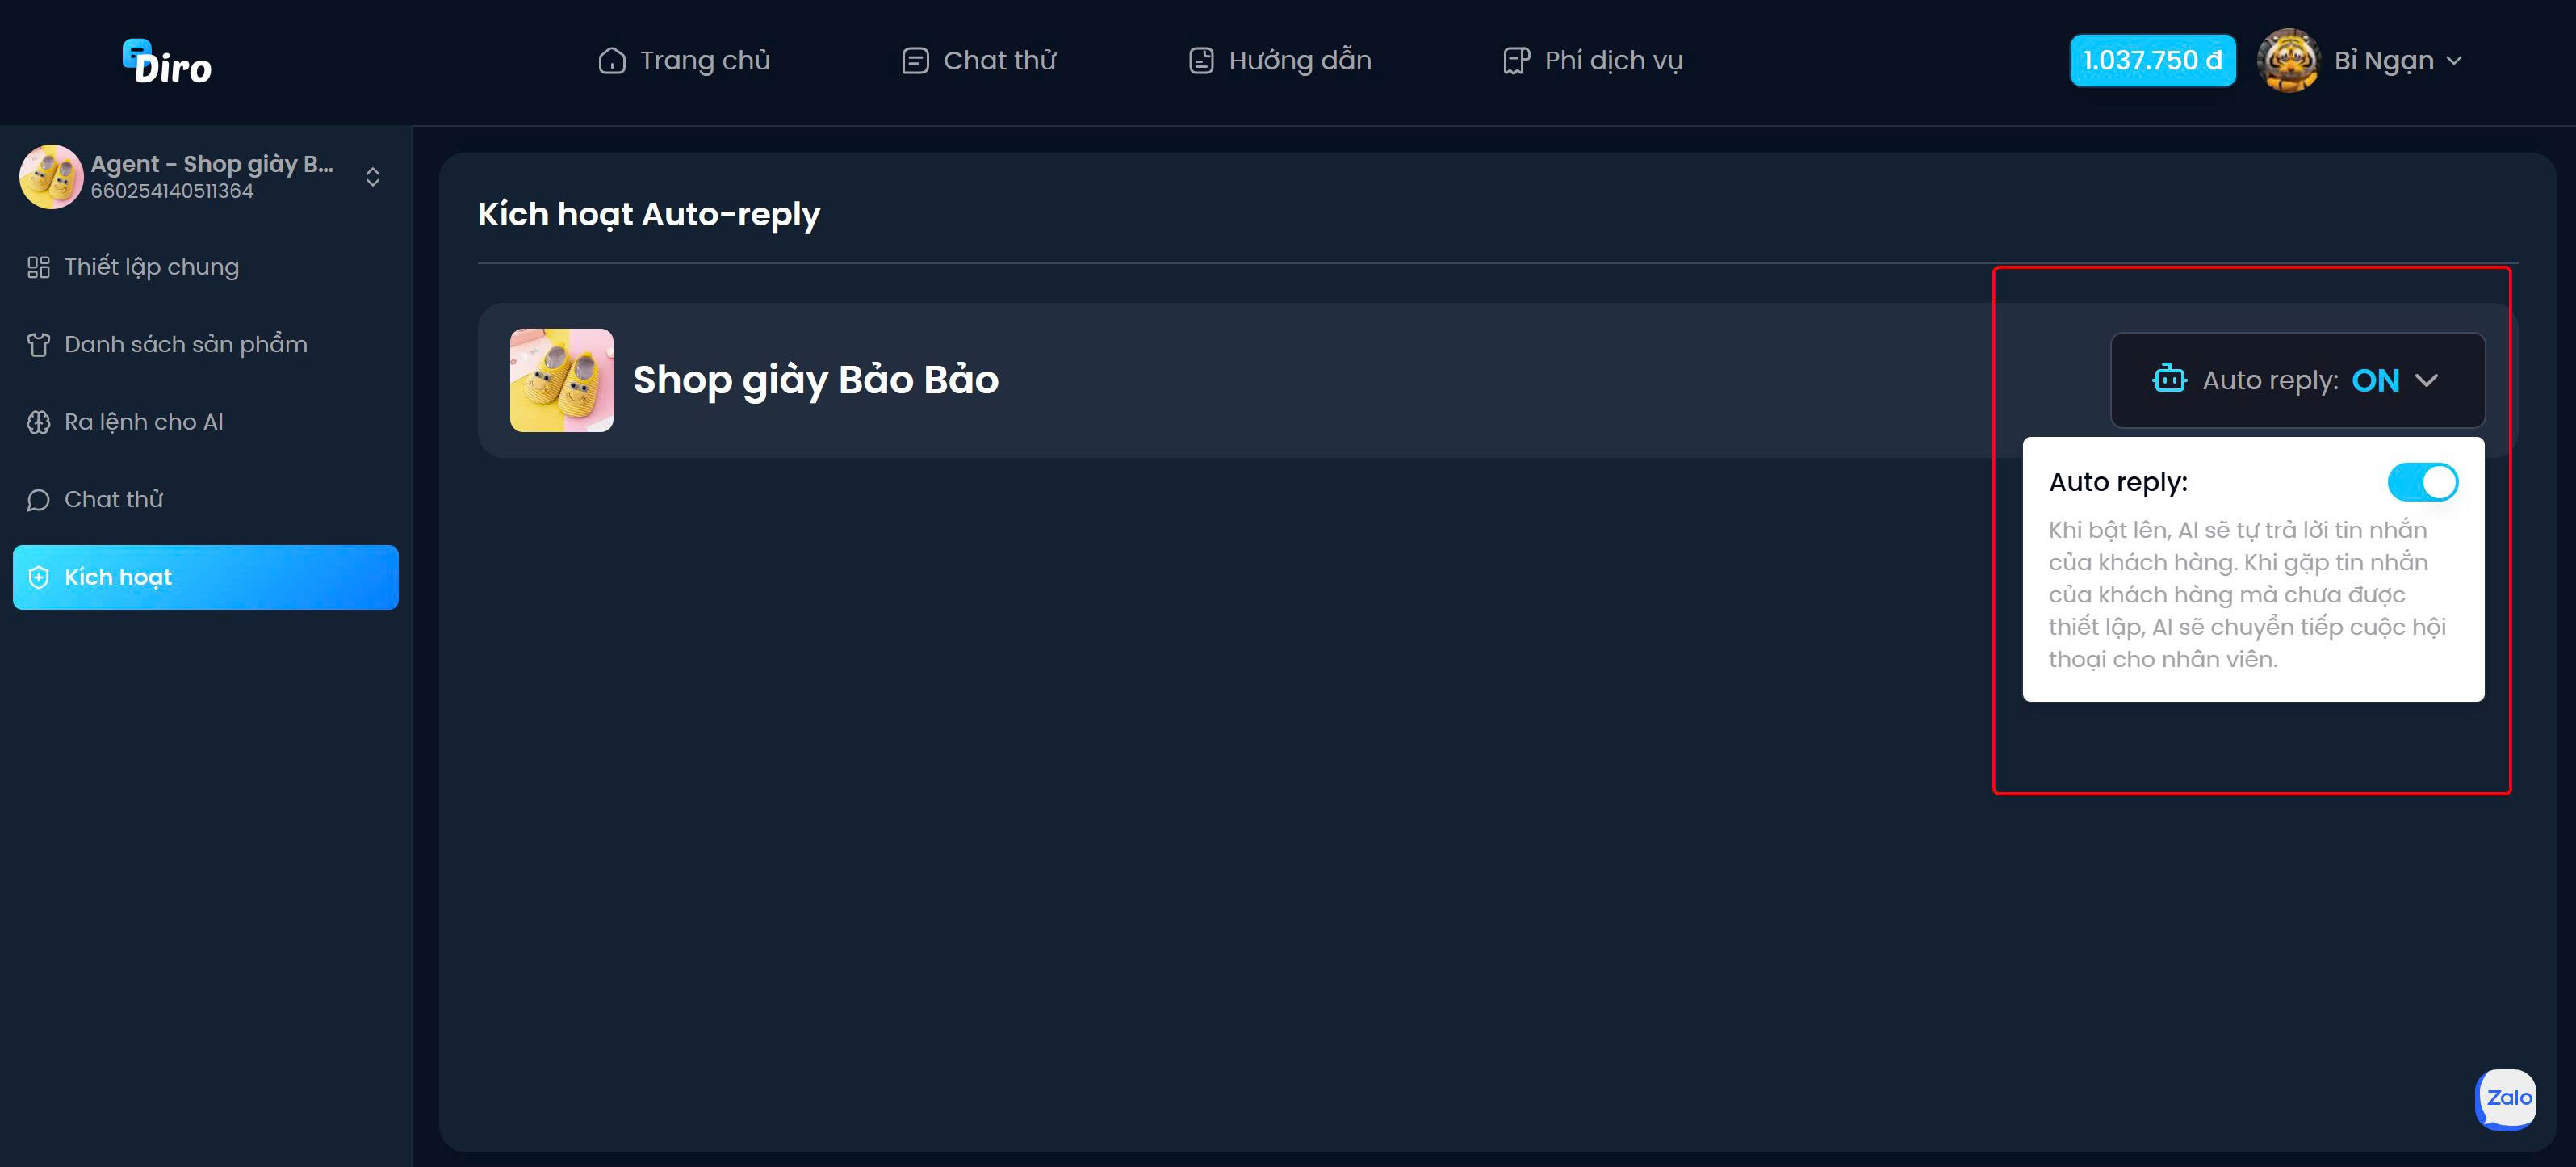 Diro
Trang chủ
Chat thử
Hướng dẫn
Phí dịch vụ
1.037.750 đ
Bỉ Ngạn
Agent - Shop giày B...
660254140511364
Thiết lập chung
Danh sách sản phẩm
Ra lệnh cho AI
Chat thử
Kích hoạt
Kích hoạt Auto-reply
Shop giày Bảo Bảo
Auto reply: ON
Auto reply:
Khi bật lên, AI sẽ tự trả lời tin nhắn
của khách hàng. Khi gặp tin nhắn
của khách hàng mà chưa được
thiết lập, AI sẽ chuyển tiếp cuộc hội
thoại cho nhân viên.
Zalo